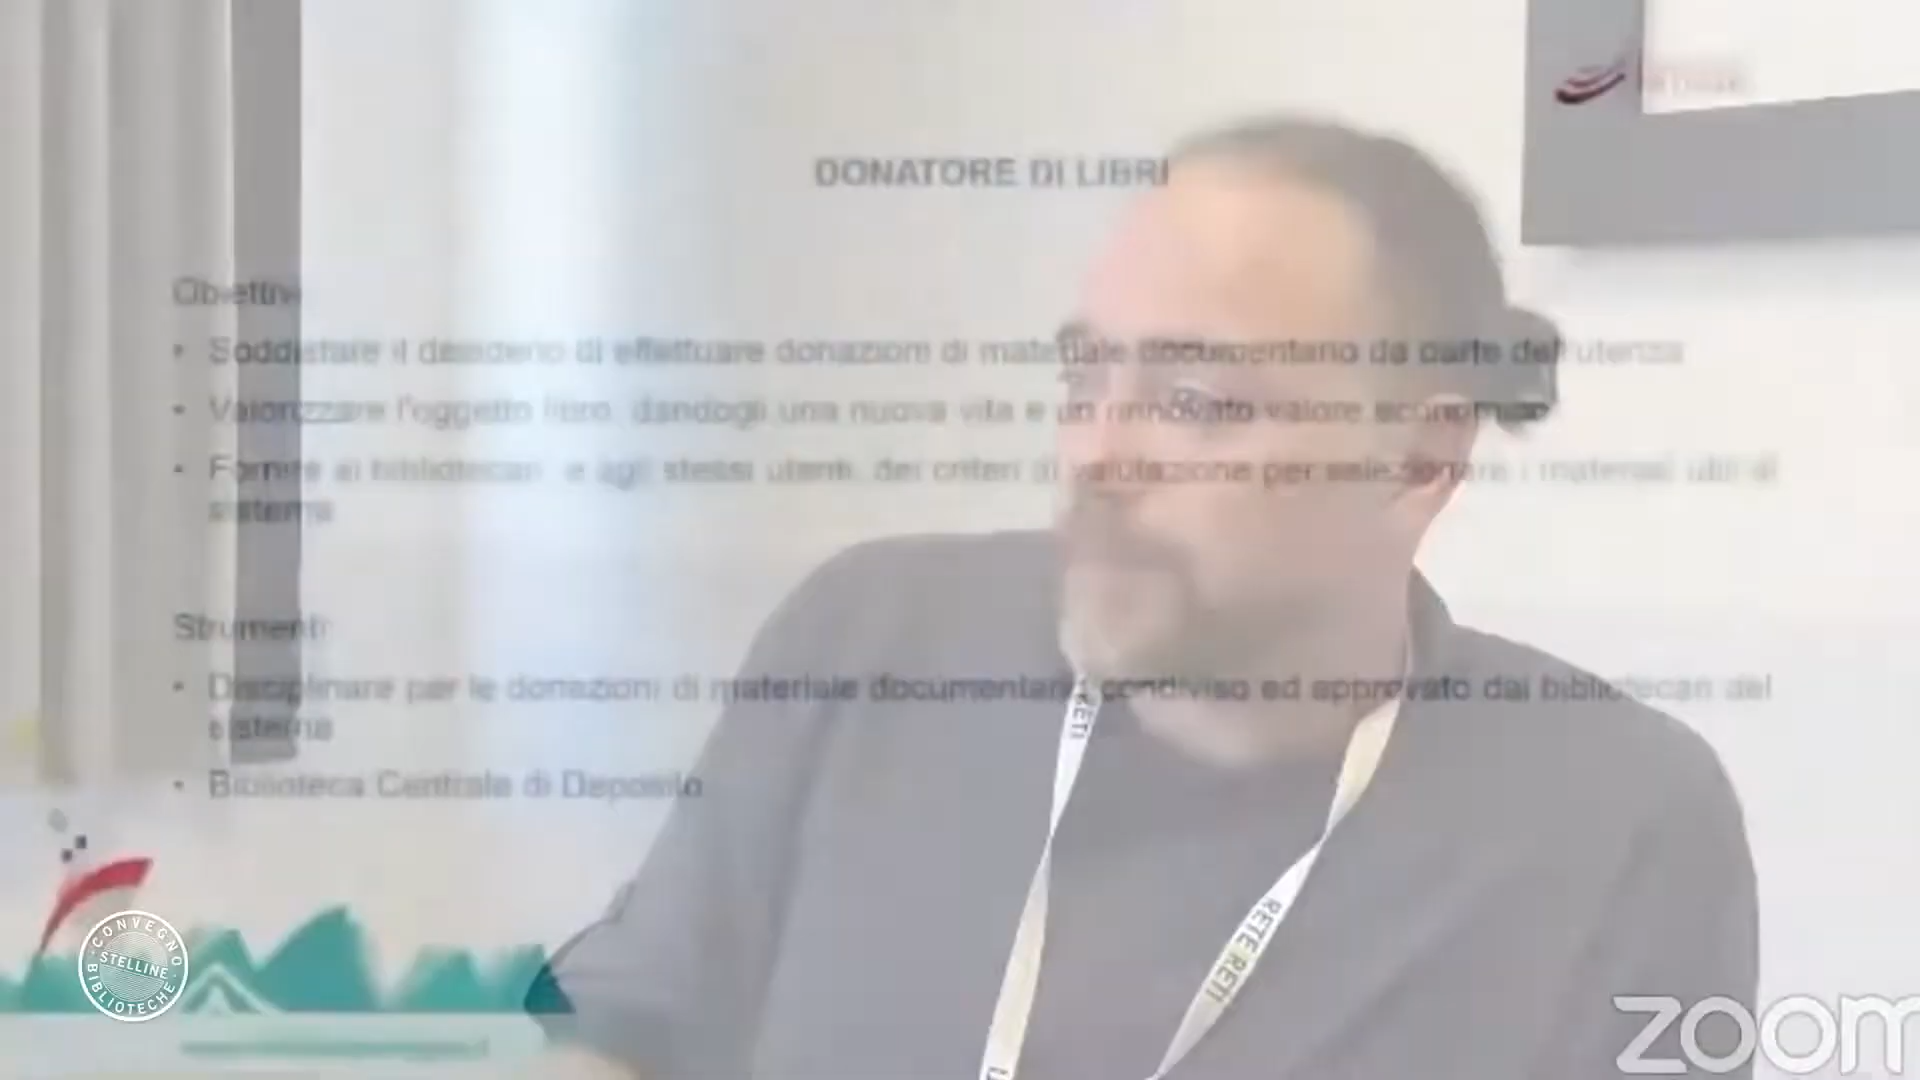 DONATORE DI LIBRI
Obiettivi
• Soddisfare il desiderio di effettuare donazioni di materiale documentario da parte dell'utenza
• Valorizzare l'oggetto libro, dandogli una nuova vita e un rinnovato valore economico
• Fornire ai bibliotecari, e agli stessi utenti, dei criteri di valutazione per selezionare i materiali utili al
sistema
Strumenti
• Disciplinare per le donazioni di materiale documentario condiviso ed approvato dai bibliotecari del
sistema
• Biblioteca Centrale di Deposito
RETI
RETE RETI
CONVEGNO
STELLINE
BIBLIOTECHE
zoom